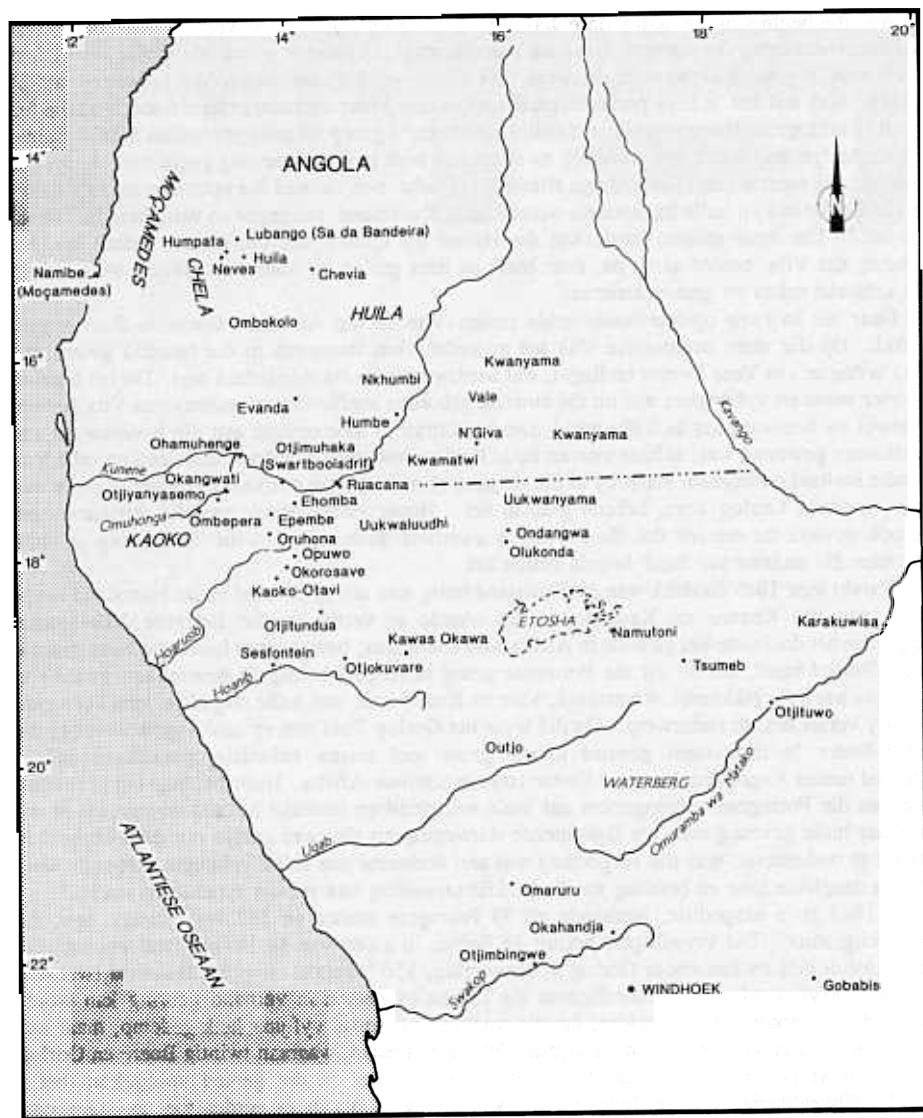 12° 14° 16° 18° 20°
14°
ANGOLA
MOÇAMEDES
Humpata
Lubango (Sa da Bandeira)
Huila
Neves
Chevia
Namibe
(Moçamedes)
CHELA
HUILA
Ombokolo
16°
Kwanyama
Nkhumbi
Evanda
Vale
Humbe
Kavango
N'Giva
Kwanyama
Ohamuhenge
Otjimuhaka
(Swartbooisdrif)
Kwamatwi
Kunene
Okangwati
Ruacana
Otjiyanyasemo
Ehomba
Uukwanyama
Omuhonga
Ombepera
Epemba
Uukwaluudhi
Ondangwa
KAOKO
Oruhona
Olukonda
18°
Opuwo
Okorosave
Kaoko-Otavi
Otjitundua
ETOSHA
Karakuwisa
Hoarusib
Kawas Okawa
Namutoni
Sesfontein
Otjokuvare
Tsumeb
Hoanib
Otjituwo
Outjo
20°
WATERBERG
Omuramba wa Matako
Ugab
ATLANTIESE OSEAAN
Omaruru
Okahandja
Otjimbingwe
22°
Swakop
WINDHOEK
Gobabis